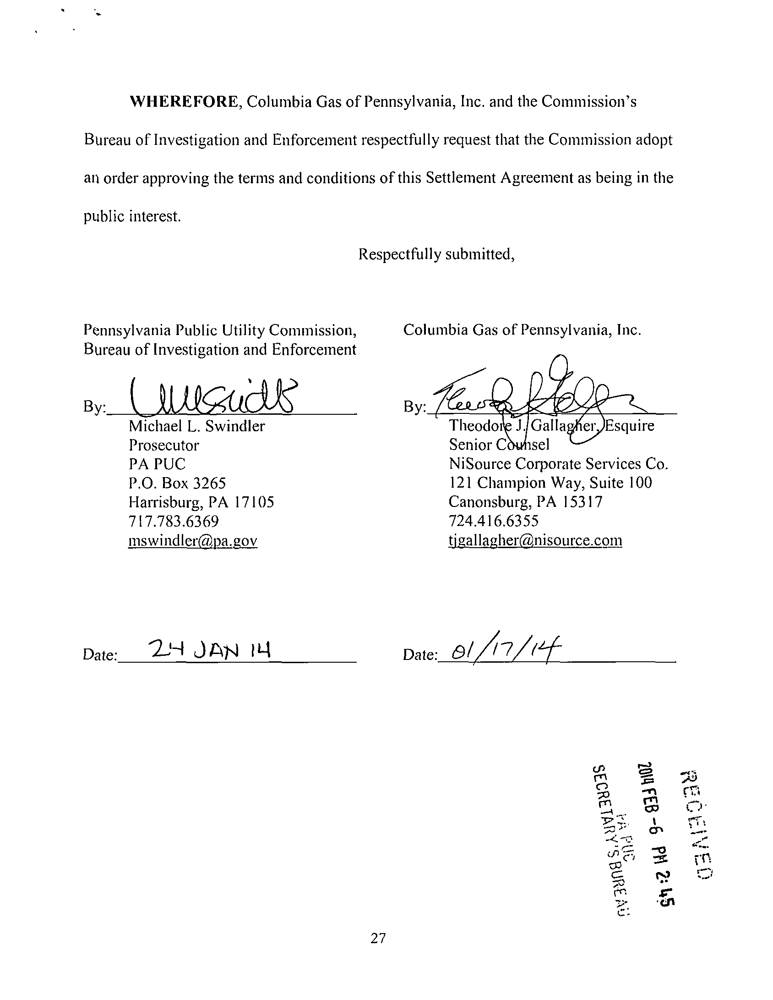 WHEREFORE, Columbia Gas of Pennsylvania, Inc. and the Commission's
Bureau of Investigation and Enforcement respectfully request that the Commission adopt
an order approving the terms and conditions of this Settlement Agreement as being in the
public interest.
Respectfully submitted,
Pennsylvania Public Utility Commission,
Bureau of Investigation and Enforcement
By:
Michael L. Swindler
Prosecutor
PA PUC
P.O. Box 3265
Harrisburg, PA 17105
717.783.6369
mswindler@pa.gov
Date: 24 JAN 14
Columbia Gas of Pennsylvania, Inc.
By:
Theodore J. Gallagher, Esquire
Senior Counsel
NiSource Corporate Services Co.
121 Champion Way, Suite 100
Canonsburg, PA 15317
724.416.6355
tjgallagher@nisource.com
Date: 01/17/14
RECEIVED
2014 FEB -6 PM 2:45
PA PUC
SECRETARY'S BUREAU
27